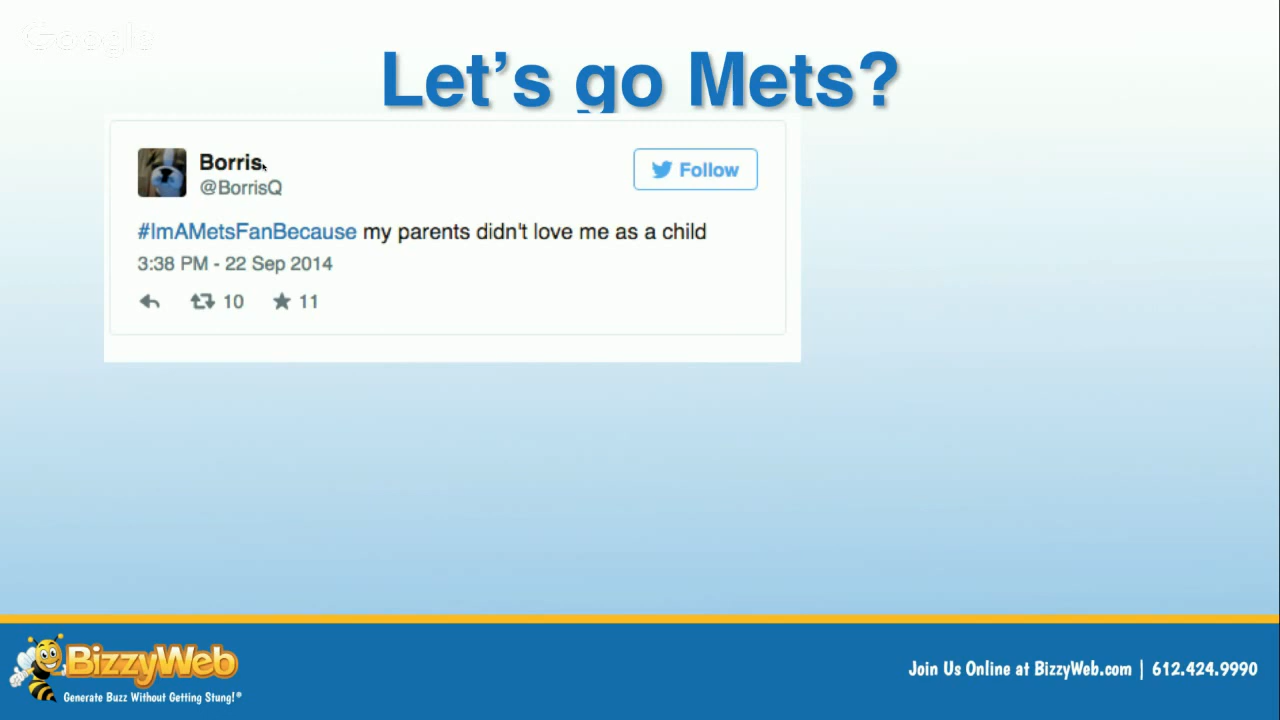 Google
Let's go Mets?
Borris
@BorrisQ
Follow
#ImAMetsFanBecause my parents didn't love me as a child
3:38 PM - 22 Sep 2014
10 11
BizzyWeb
Generate Buzz Without Getting Stung!®
Join Us Online at BizzyWeb.com | 612.424.9990